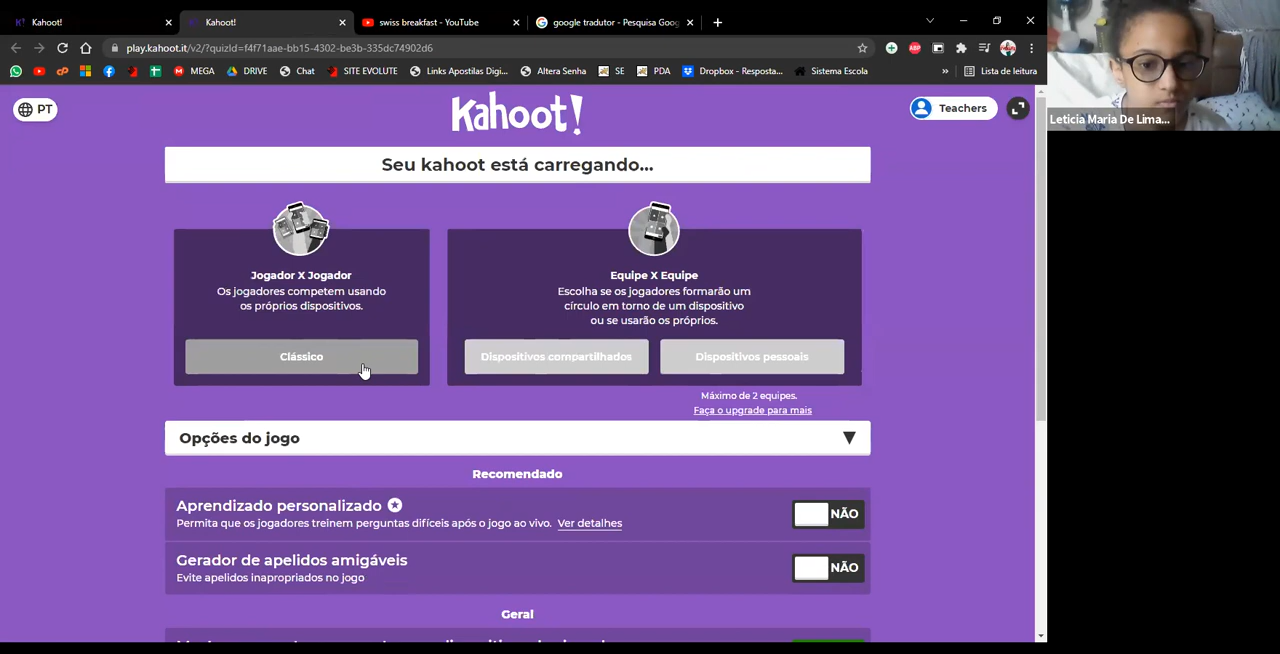 Kahoot!
Kahoot!
swiss breakfast - YouTube
google tradutor - Pesquisa Goog
play.kahoot.it/v2/?quizId=f4f71aae-bb15-4302-be3b-335dc74902d6
ABP
MEGA
DRIVE
Chat
SITE EVOLUTE
Links Apostilas Digi...
Altera Senha
SE
PDA
Dropbox - Resposta...
Sistema Escola
»
Lista de leitura
PT
Kahoot!
Teachers
Seu kahoot está carregando...
Jogador X Jogador
Os jogadores competem usando
os próprios dispositivos.
Clássico
Equipe X Equipe
Escolha se os jogadores formarão um
círculo em torno de um dispositivo
ou se usarão os próprios.
Dispositivos compartilhados
Dispositivos pessoais
Máximo de 2 equipes.
Faça o upgrade para mais
Opções do jogo
Recomendado
Aprendizado personalizado
Permita que os jogadores treinem perguntas difíceis após o jogo ao vivo. Ver detalhes
NÃO
Gerador de apelidos amigáveis
Evite apelidos inapropriados no jogo
NÃO
Geral
Leticia Maria De Lima...